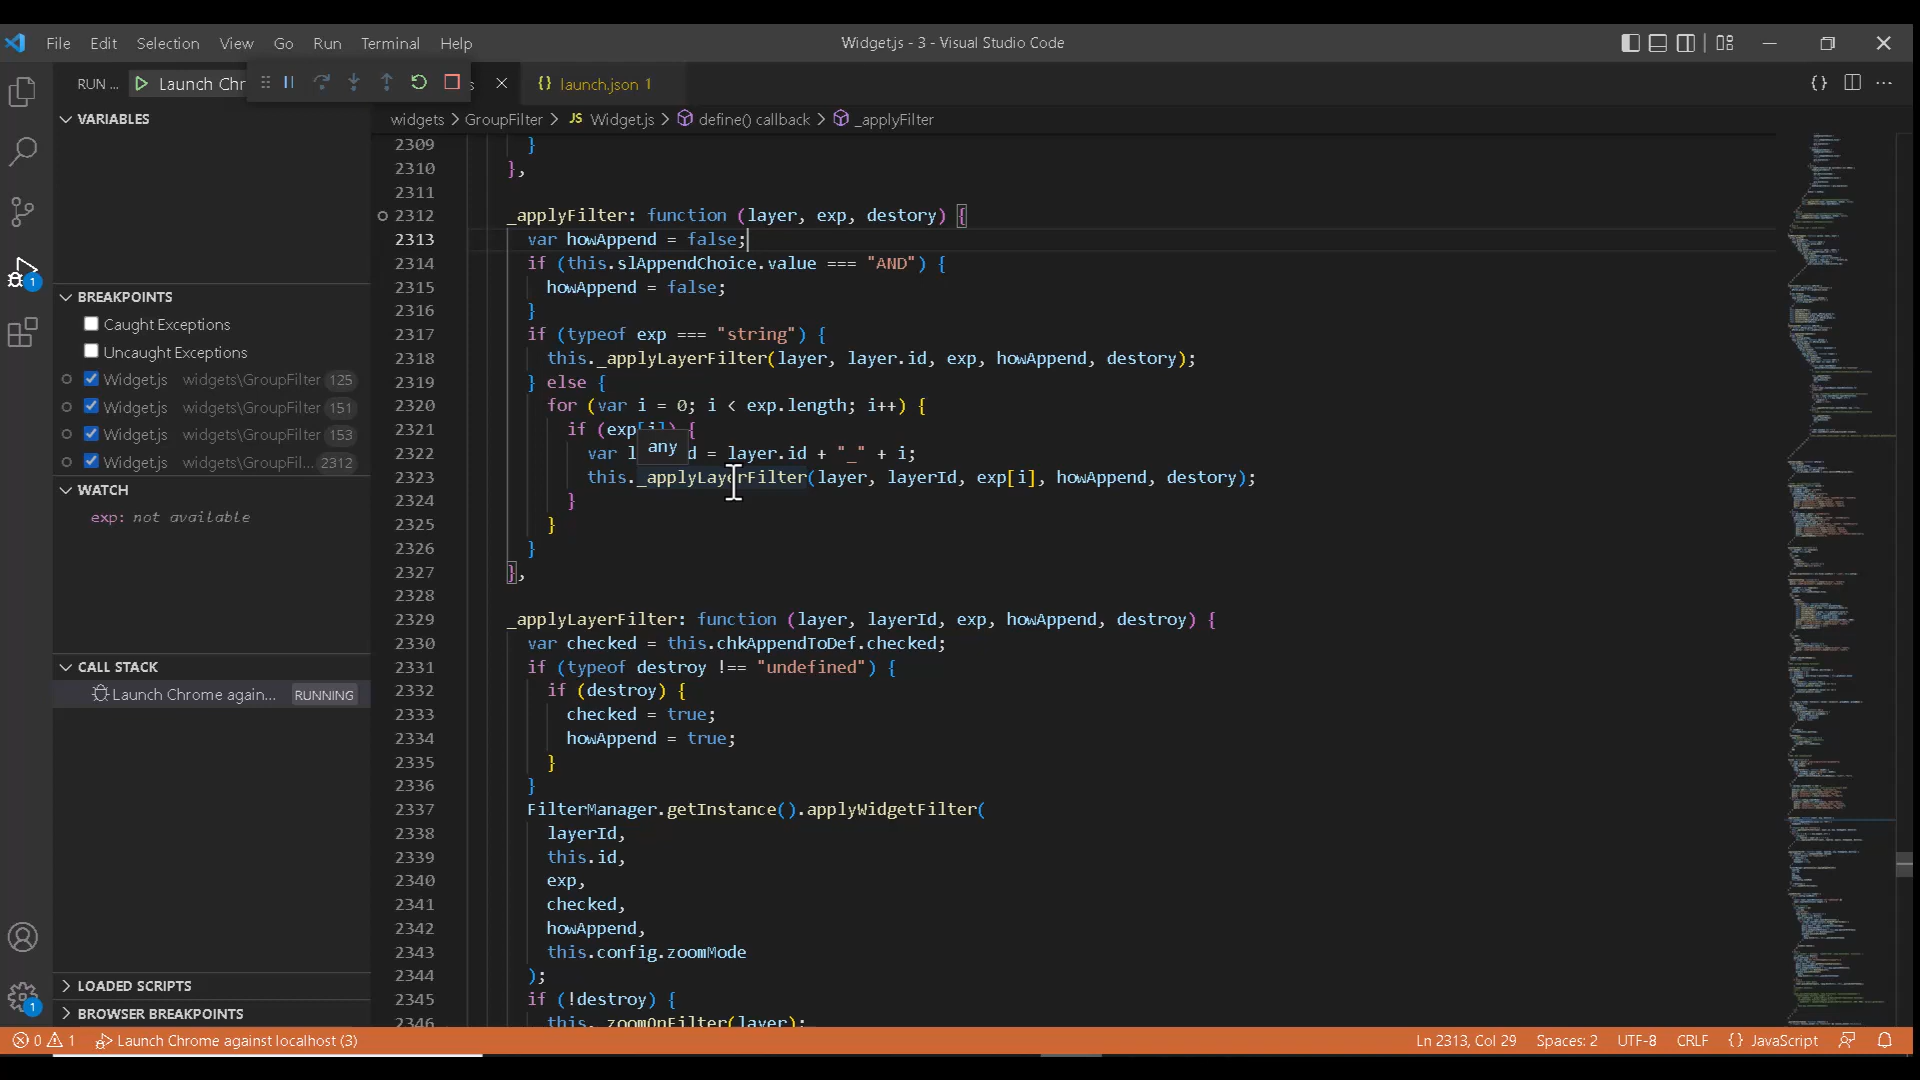 File Edit Selection View Go Run Terminal Help Widget.js - 3 - Visual Studio Code
RUN ... Launch Chr s launch.json 1
widgets > GroupFilter > JS Widget.js > define() callback > _applyFilter
VARIABLES
BREAKPOINTS
Caught Exceptions
Uncaught Exceptions
Widget.js widgets\GroupFilter 125
Widget.js widgets\GroupFilter 151
Widget.js widgets\GroupFilter 153
Widget.js widgets\GroupFil... 2312
WATCH
exp: not available
CALL STACK
Launch Chrome again... RUNNING
LOADED SCRIPTS
BROWSER BREAKPOINTS
1
1
2309 }
2310 },
2311
2312 _applyFilter: function (layer, exp, destory) {
2313 var howAppend = false;
2314 if (this.slAppendChoice.value === "AND") {
2315 howAppend = false;
2316 }
2317 if (typeof exp === "string") {
2318 this._applyLayerFilter(layer, layer.id, exp, howAppend, destory);
2319 } else {
2320 for (var i = 0; i < exp.length; i++) {
2321 if (exp[i]) {
any
2322 var l d = layer.id + "_" + i;
2323 this._applyLayerFilter(layer, layerId, exp[i], howAppend, destory);
2324 }
2325 }
2326 }
2327 },
2328
2329 _applyLayerFilter: function (layer, layerId, exp, howAppend, destroy) {
2330 var checked = this.chkAppendToDef.checked;
2331 if (typeof destroy !== "undefined") {
2332 if (destroy) {
2333 checked = true;
2334 howAppend = true;
2335 }
2336 }
2337 FilterManager.getInstance().applyWidgetFilter(
2338 layerId,
2339 this.id,
2340 exp,
2341 checked,
2342 howAppend,
2343 this.config.zoomMode
2344 );
2345 if (!destroy) {
2346 this._zoomOnFilter(layer);
0 1 Launch Chrome against localhost (3) Ln 2313, Col 29 Spaces: 2 UTF-8 CRLF {} JavaScript